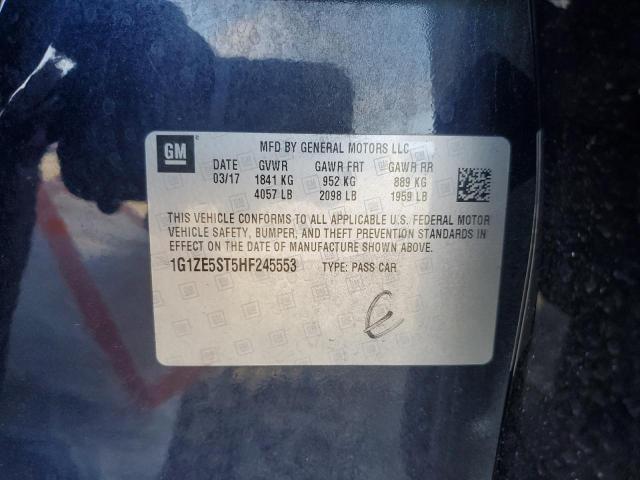 GM MFD BY GENERAL MOTORS LLC
DATE GVWR GAWR FRT GAWR RR
03/17 1841 KG 952 KG 889 KG
4057 LB 2098 LB 1959 LB
THIS VEHICLE CONFORMS TO ALL APPLICABLE U.S. FEDERAL MOTOR
VEHICLE SAFETY, BUMPER, AND THEFT PREVENTION STANDARDS IN
EFFECT ON THE DATE OF MANUFACTURE SHOWN ABOVE.
1G1ZE5ST5HF245553 TYPE: PASS CAR